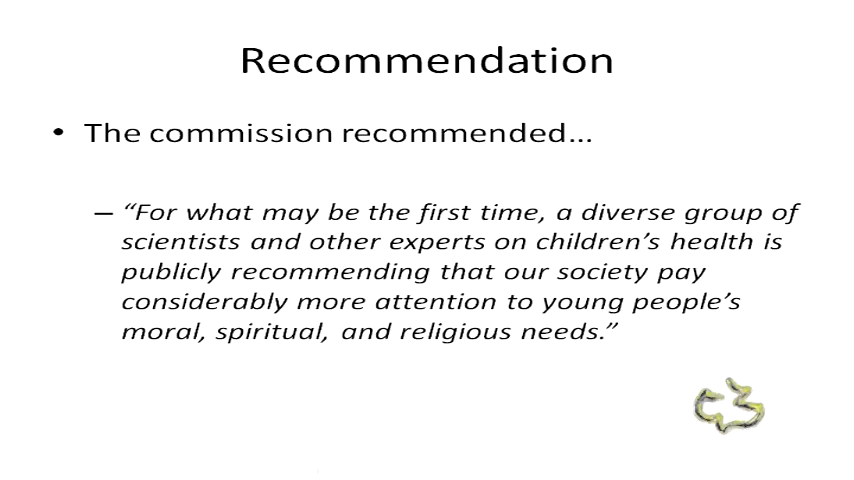 Recommendation
• The commission recommended…
– “For what may be the first time, a diverse group of
scientists and other experts on children’s health is
publicly recommending that our society pay
considerably more attention to young people’s
moral, spiritual, and religious needs.”